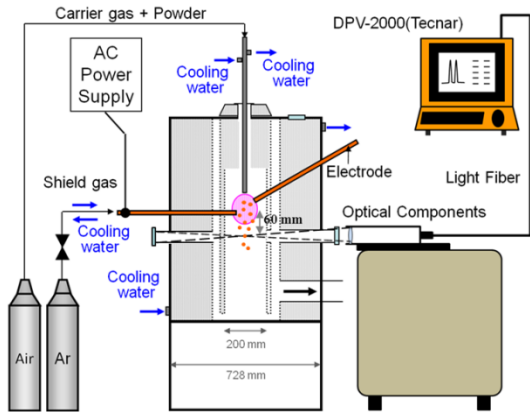 Carrier gas + Powder
DPV-2000(Tecnar)
AC
Power
Supply
Cooling
water
Cooling
water
Electrode
Light Fiber
Shield gas
60 mm
Optical Components
Cooling
water
Cooling
water
Air
Ar
200 mm
728 mm